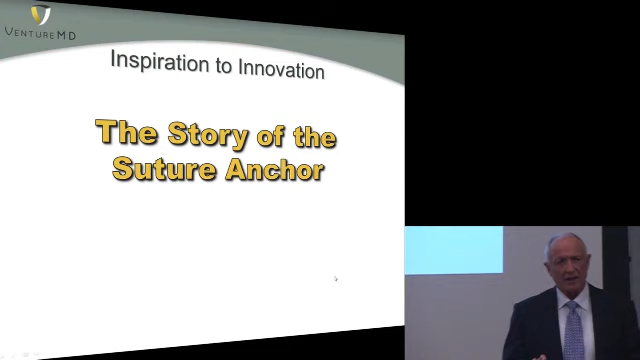 VENTUREMD
Inspiration to Innovation
The Story of the
Suture Anchor